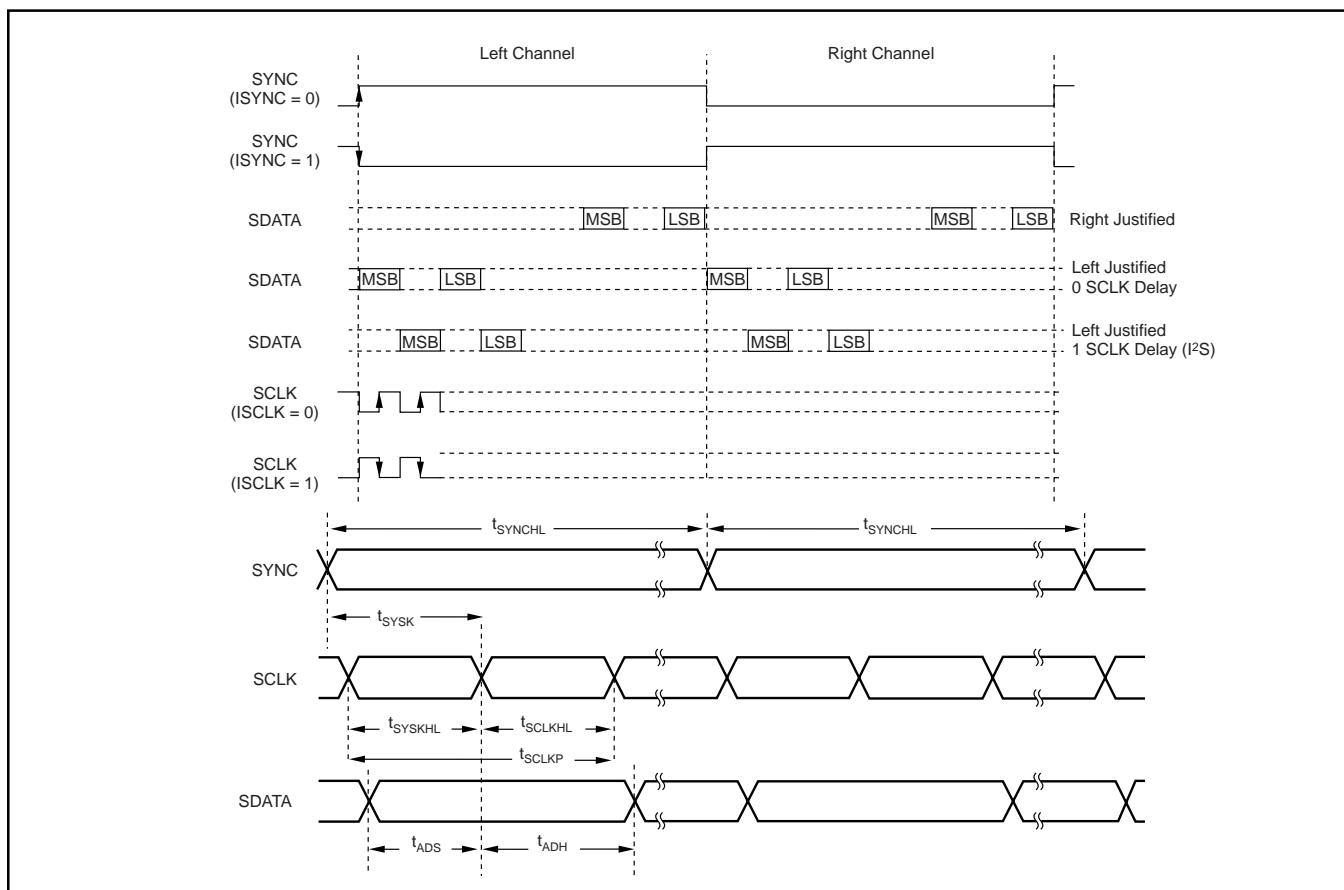 Left Channel
Right Channel
SYNC
(ISYNC = 0)
SYNC
(ISYNC = 1)
SDATA
MSB
LSB
MSB
LSB
Right Justified
SDATA
MSB
LSB
MSB
LSB
Left Justified
0 SCLK Delay
SDATA
MSB
LSB
MSB
LSB
Left Justified
1 SCLK Delay (I²S)
SCLK
(ISCLK = 0)
SCLK
(ISCLK = 1)
tSYNCHL
tSYNCHL
SYNC
tSYSK
SCLK
tSYSKHL
tSCLKHL
tSCLKP
SDATA
tADS
tADH